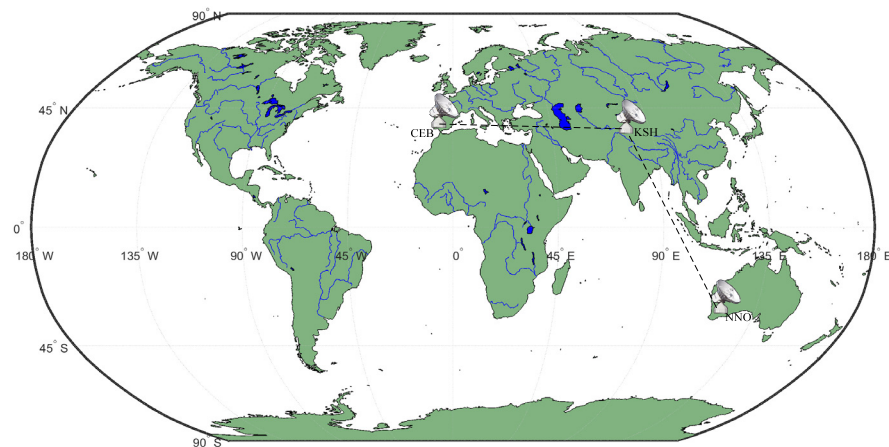 90° N
45° N
CEB
KSH
0°
180° W
135° W
90° W
45° W
0°
45° E
90° E
135° E
180° E
NNO
45° S
90° S